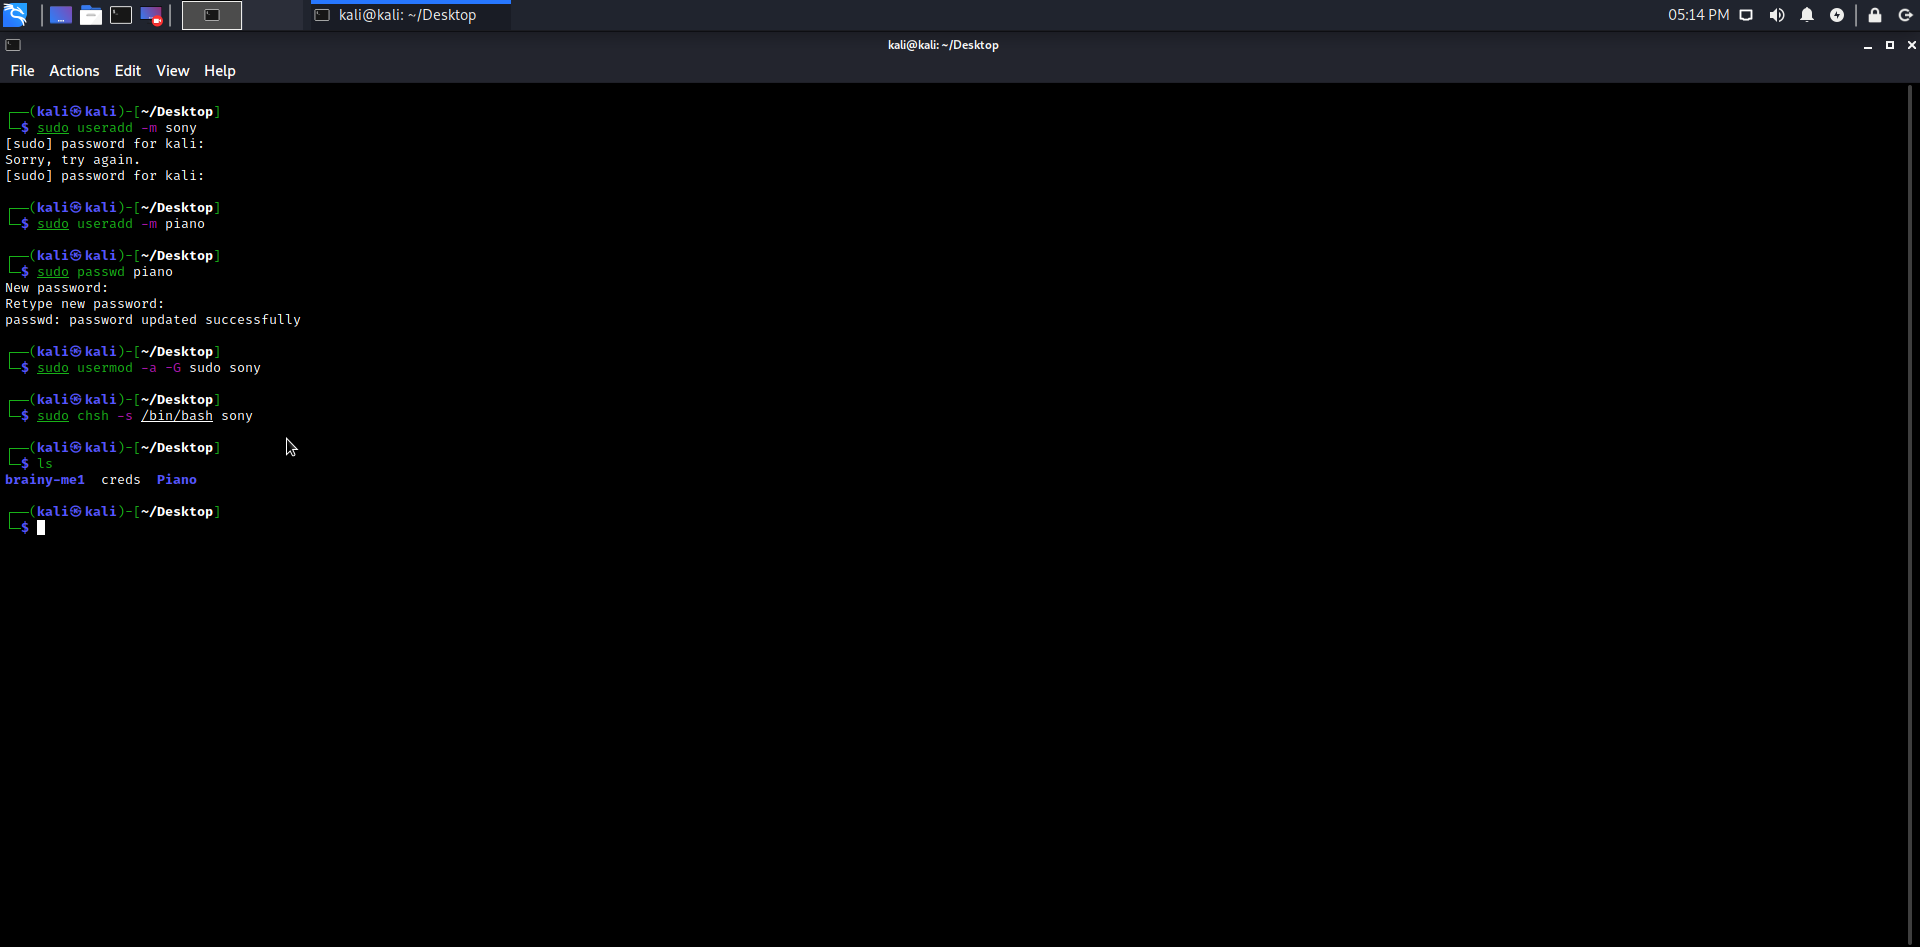 kali@kali: ~/Desktop
05:14 PM
kali@kali: ~/Desktop
File Actions Edit View Help
┌──(kali㉿kali)-[~/Desktop]
└─$ sudo useradd -m sony
[sudo] password for kali:
Sorry, try again.
[sudo] password for kali:
┌──(kali㉿kali)-[~/Desktop]
└─$ sudo useradd -m piano
┌──(kali㉿kali)-[~/Desktop]
└─$ sudo passwd piano
New password:
Retype new password:
passwd: password updated successfully
┌──(kali㉿kali)-[~/Desktop]
└─$ sudo usermod -a -G sudo sony
┌──(kali㉿kali)-[~/Desktop]
└─$ sudo chsh -s /bin/bash sony
┌──(kali㉿kali)-[~/Desktop]
└─$ ls
brainy-me1 creds Piano
┌──(kali㉿kali)-[~/Desktop]
└─$